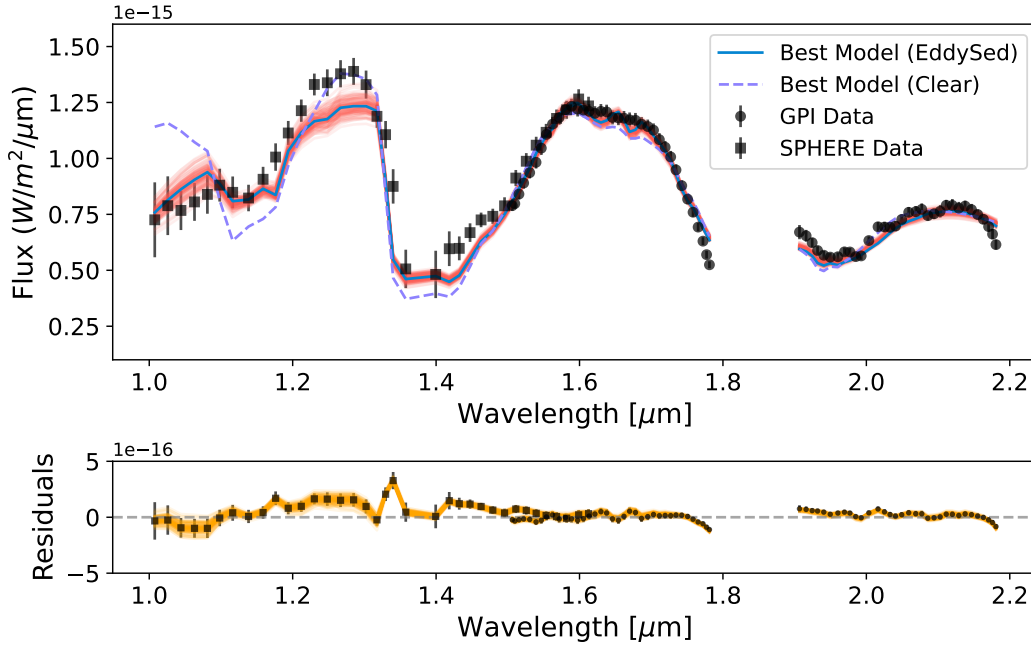 1e−15
1.50
1.25
1.00
0.75
0.50
0.25
Flux (W/m²/μm)
Best Model (EddySed)
Best Model (Clear)
GPI Data
SPHERE Data
1.0 1.2 1.4 1.6 1.8 2.0 2.2
Wavelength [μm]
1e−16
5
0
−5
Residuals
1.0 1.2 1.4 1.6 1.8 2.0 2.2
Wavelength [μm]